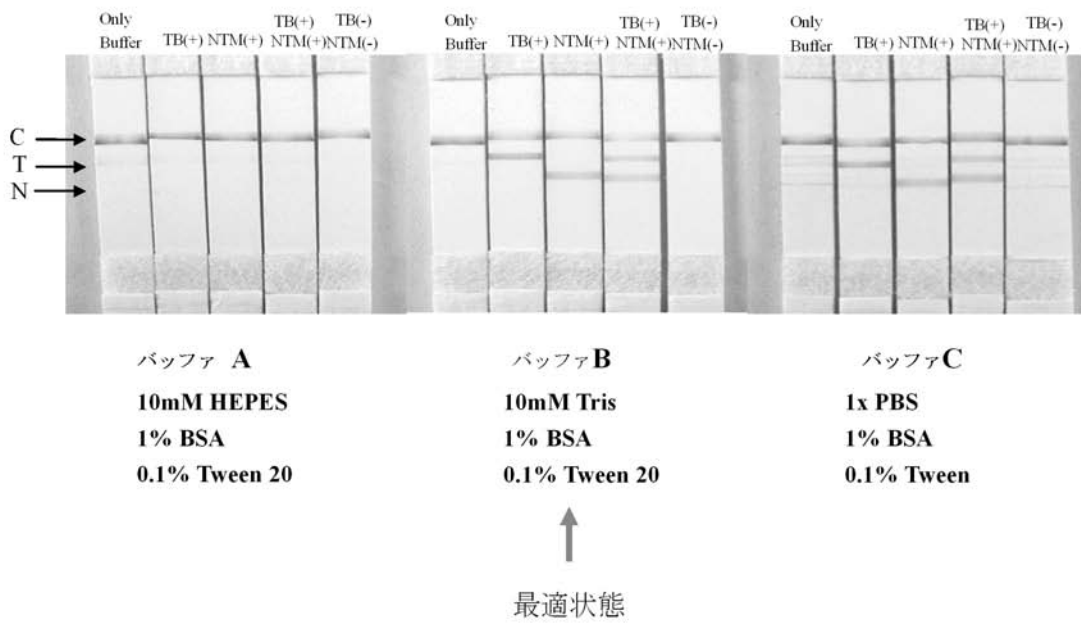 Only Buffer TB(+) NTM(+) TB(+) NTM(+) TB(-) NTM(-)
Only Buffer TB(+) NTM(+) TB(+) NTM(+) TB(-) NTM(-)
Only Buffer TB(+) NTM(+) TB(+) NTM(+) TB(-) NTM(-)
C
T
N
バッファ A
10mM HEPES
1% BSA
0.1% Tween 20
バッファB
10mM Tris
1% BSA
0.1% Tween 20
バッファC
1x PBS
1% BSA
0.1% Tween
最適状態